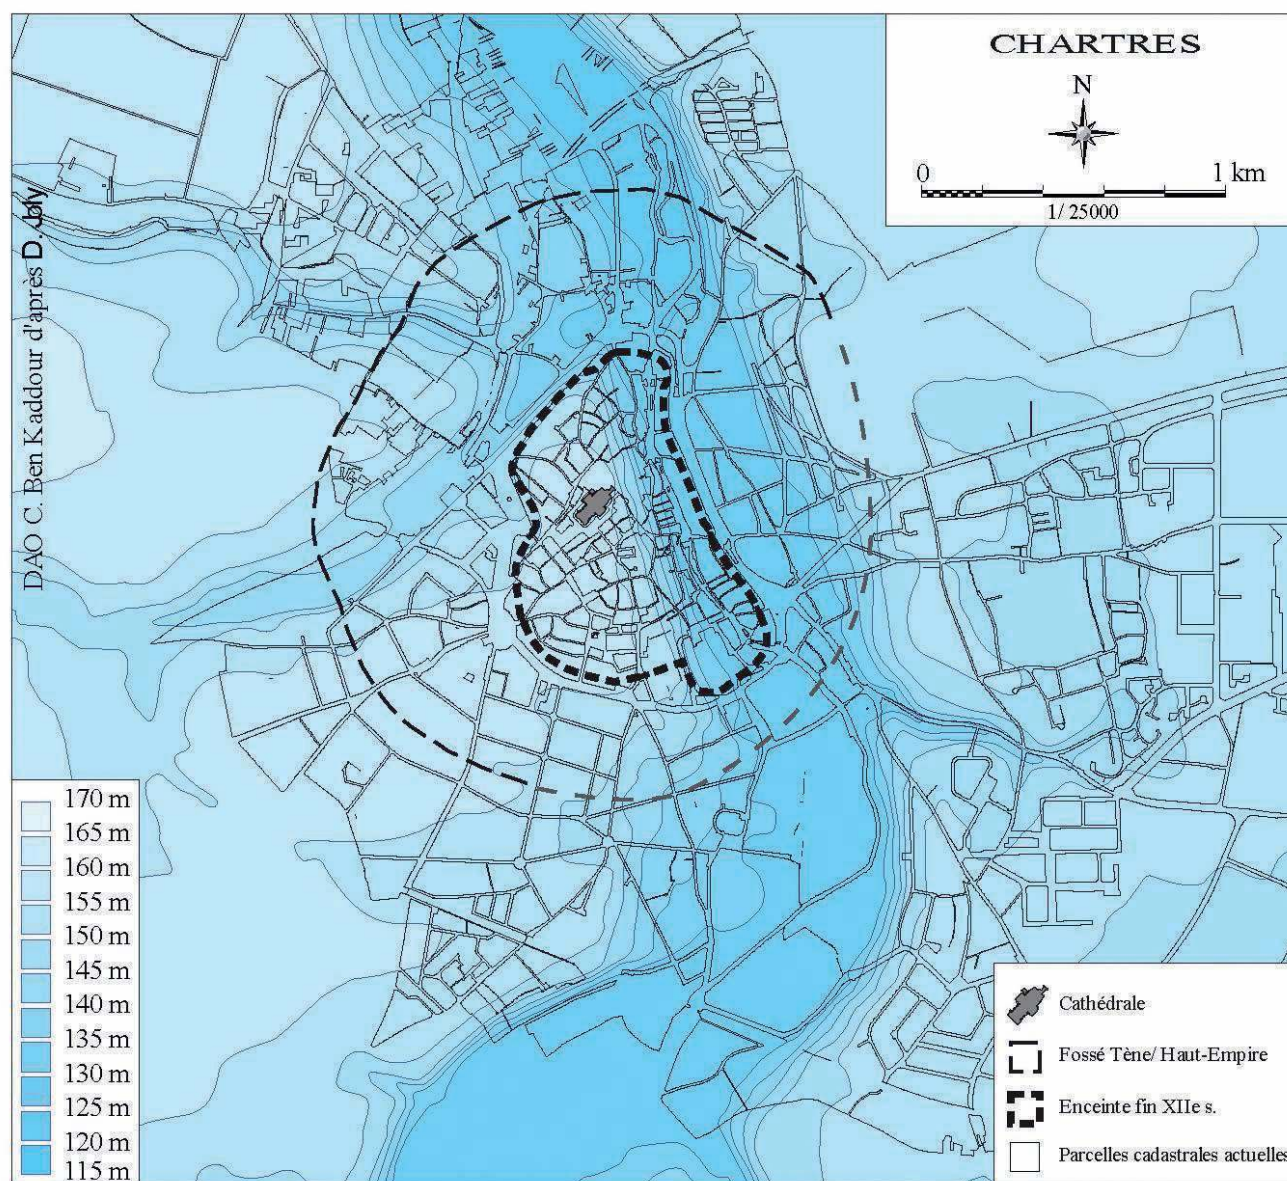 CHARTRES
N
0 1 km
1/ 25000
DAO C. Ben Kaddour d'après D. Joly
170 m
165 m
160 m
155 m
150 m
145 m
140 m
135 m
130 m
125 m
120 m
115 m
Cathédrale
Fossé Tène/ Haut-Empire
Enceinte fin XIIe s.
Parcelles cadastrales actuelles